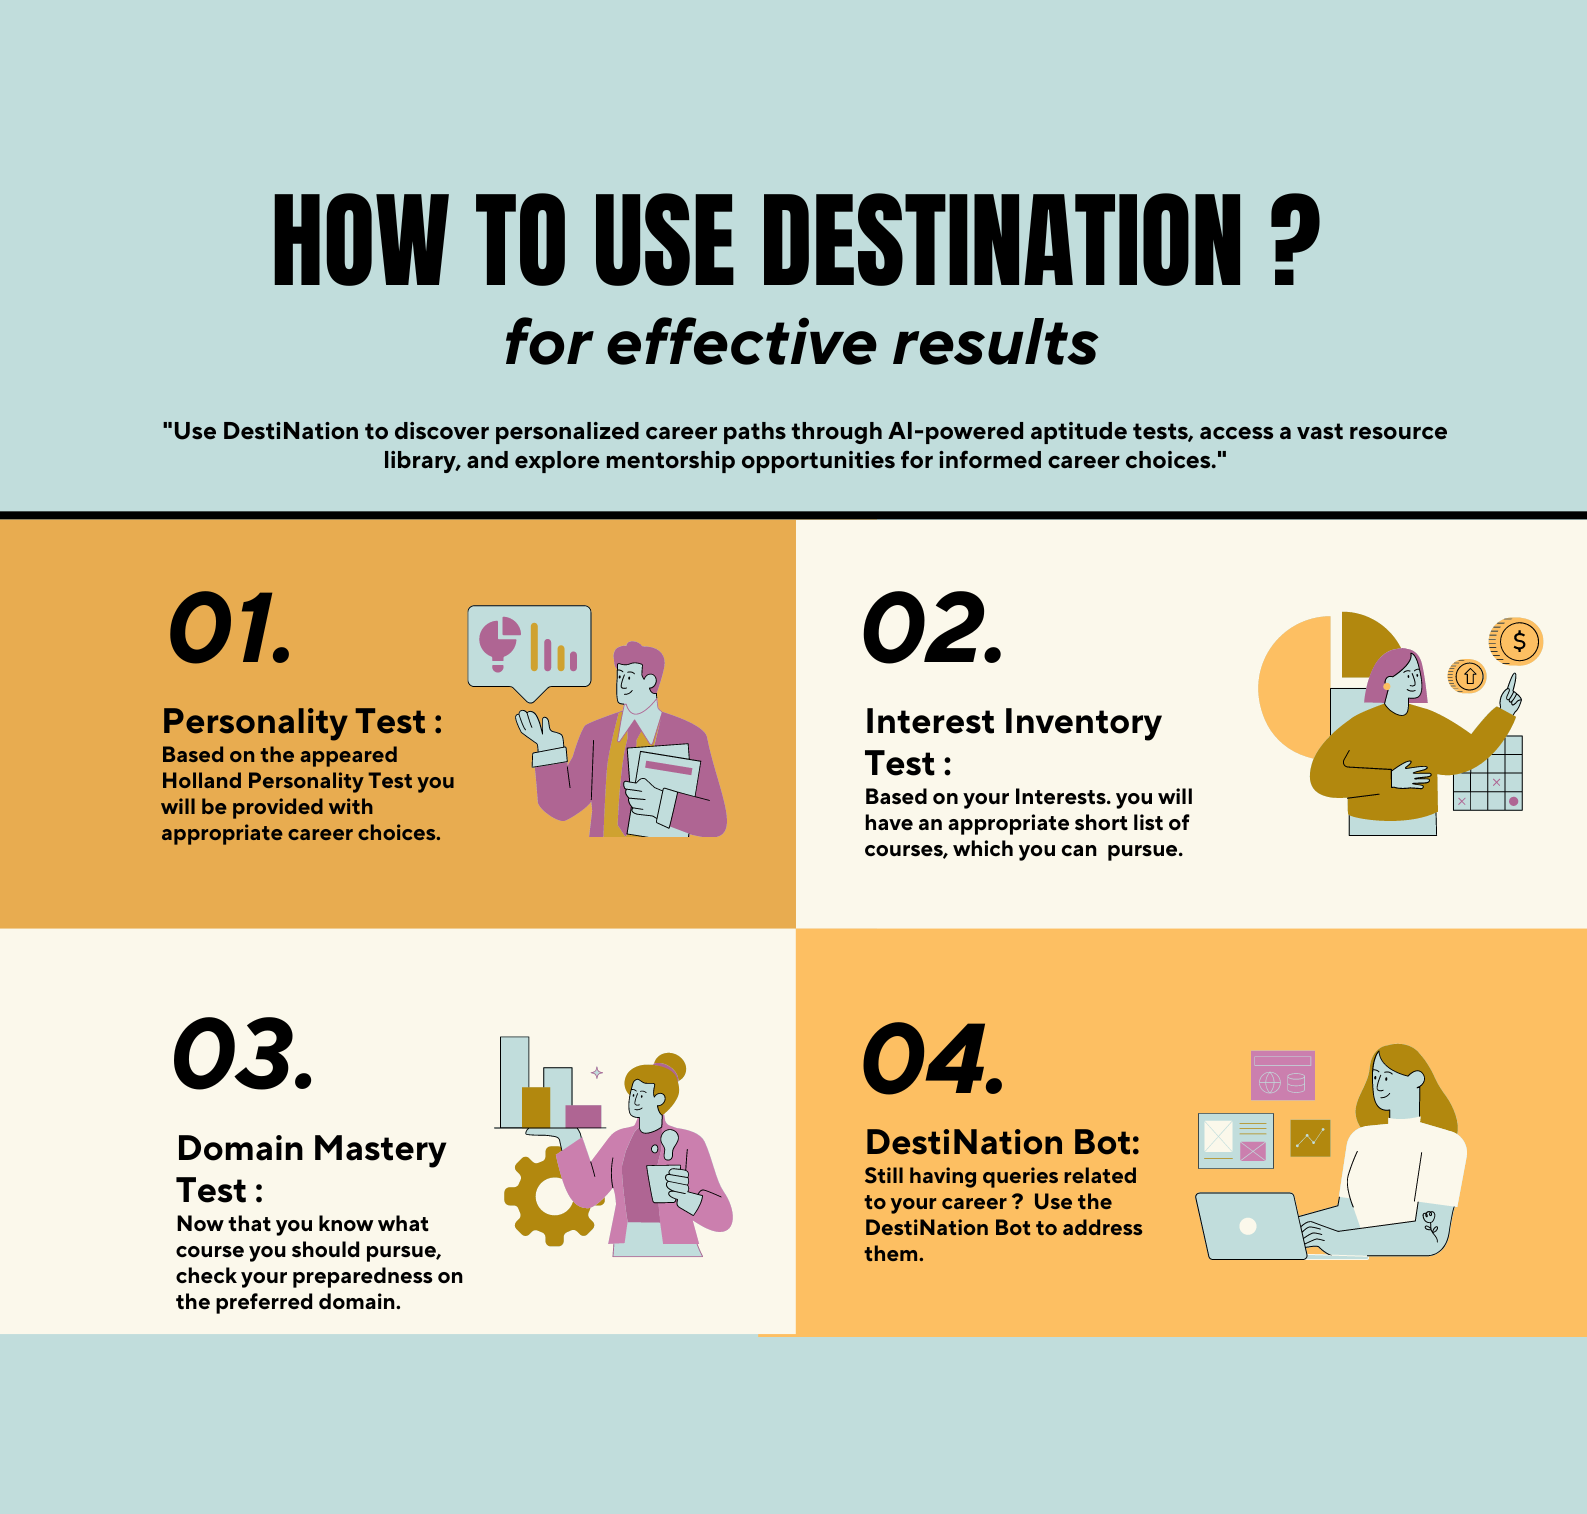 HOW TO USE DESTINATION ?
for effective results
"Use DestiNation to discover personalized career paths through AI-powered aptitude tests, access a vast resource
library, and explore mentorship opportunities for informed career choices."
01.
Personality Test :
Based on the appeared
Holland Personality Test you
will be provided with
appropriate career choices.
02.
Interest Inventory
Test :
Based on your Interests. you will
have an appropriate short list of
courses, which you can  pursue.
$
03.
Domain Mastery
Test :
Now that you know what
course you should pursue,
check your preparedness on
the preferred domain.
04.
DestiNation Bot:
Still having queries related
to your career ?  Use the
DestiNation Bot to address
them.